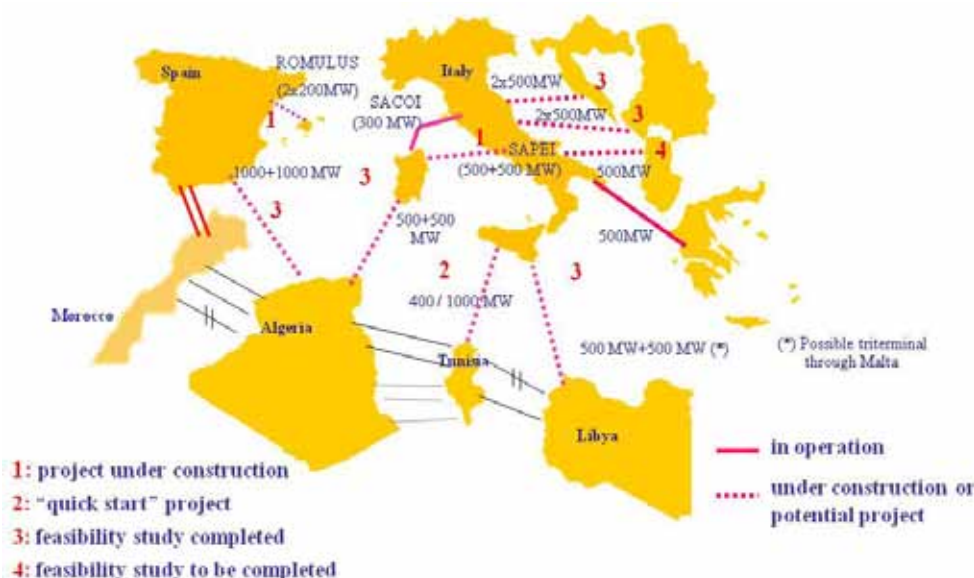 ROMULUS
(2x200MW)
Spain
1
SACOI
(300 MW)
Italy
2x500MW
3
2x500MW
3
1
SAPEI
(500+500 MW)
4
500MW
1000+1000 MW
3
3
500+500
MW
500MW
2
3
400 / 1000 MW
Morocco
Algeria
Tunisia
500 MW+500 MW (*)
(*) Possible triterminal
through Malta
Libya
in operation
under construction or
potential project
1: project under construction
2: “quick start” project
3: feasibility study completed
4: feasibility study to be completed